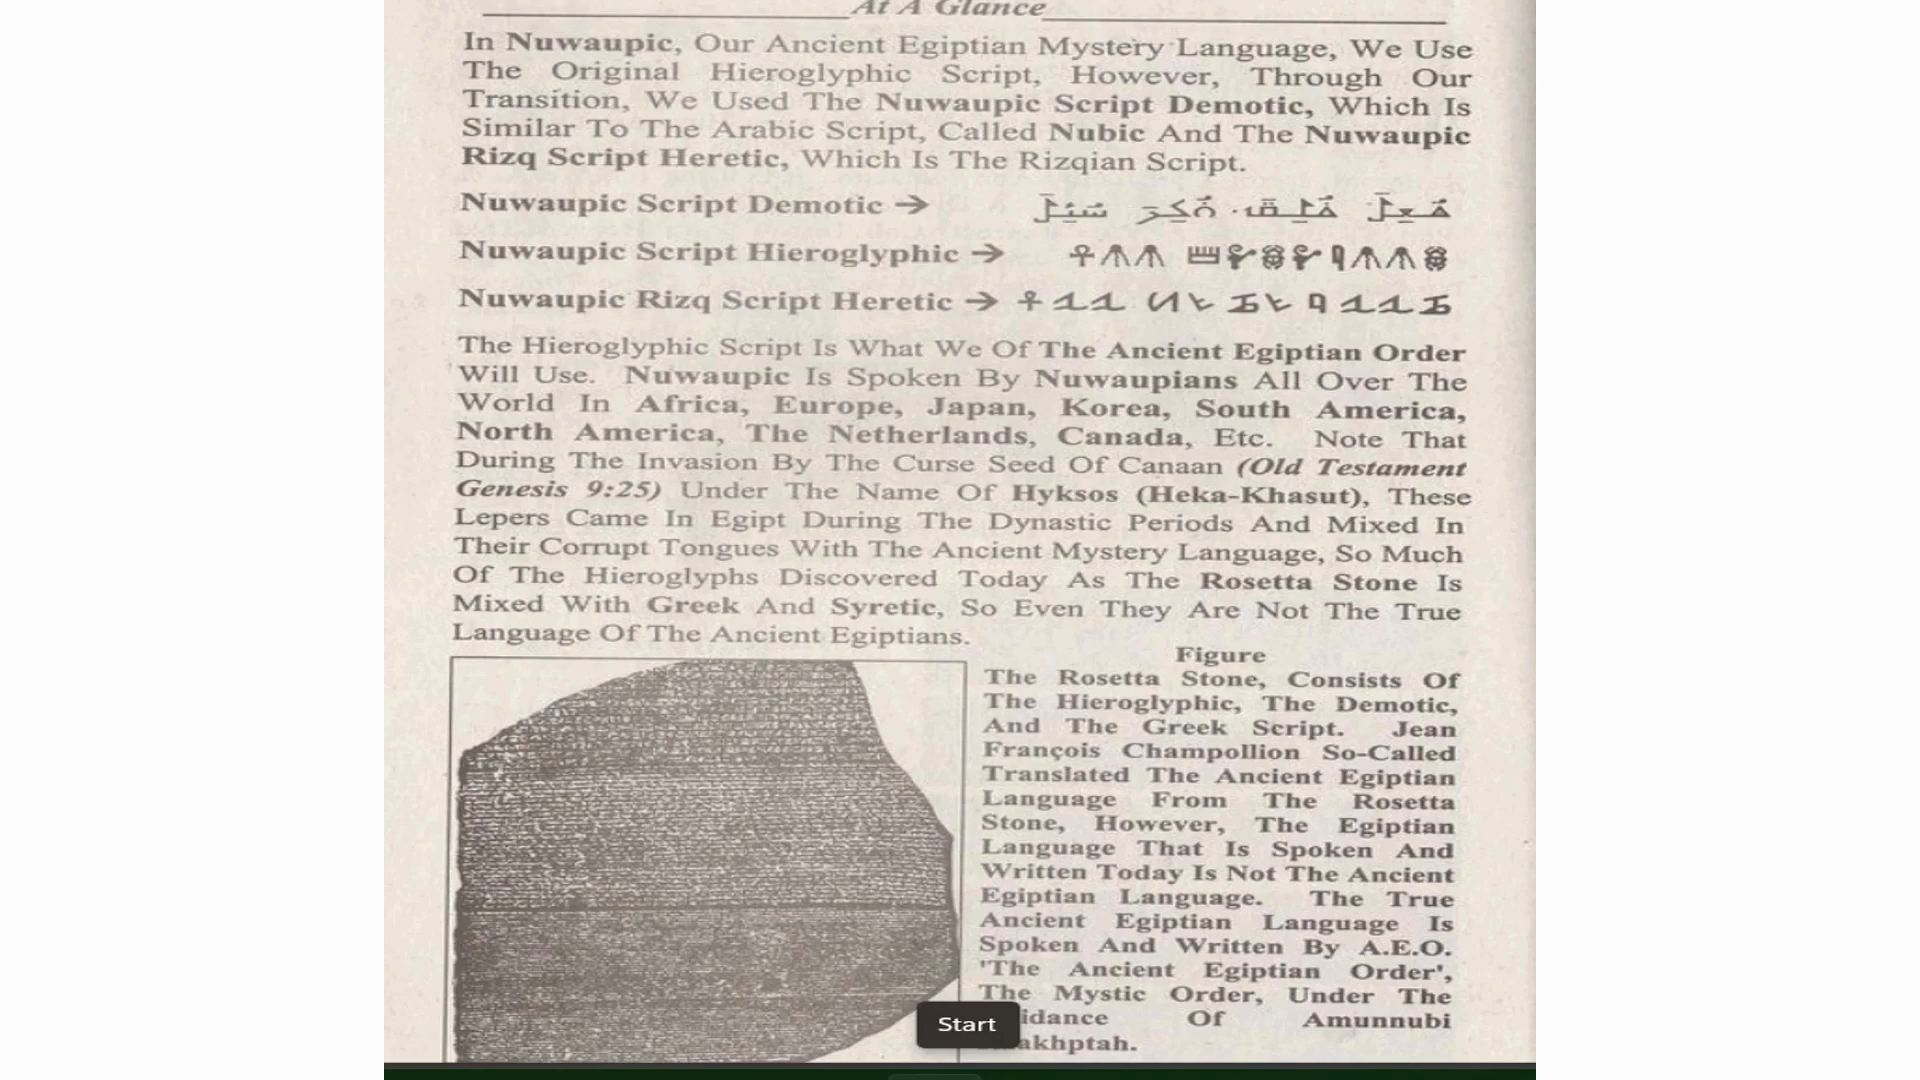 At A Glance
In Nuwaupic, Our Ancient Egiptian Mystery Language, We Use
The Original Hieroglyphic Script, However, Through Our
Transition, We Used The Nuwaupic Script Demotic, Which Is
Similar To The Arabic Script, Called Nubic And The Nuwaupic
Rizq Script Heretic, Which Is The Rizqian Script.
Nuwaupic Script Demotic →
Nuwaupic Script Hieroglyphic →
Nuwaupic Rizq Script Heretic →
The Hieroglyphic Script Is What We Of The Ancient Egiptian Order
Will Use. Nuwaupic Is Spoken By Nuwaupians All Over The
World In Africa, Europe, Japan, Korea, South America,
North America, The Netherlands, Canada, Etc. Note That
During The Invasion By The Curse Seed Of Canaan (Old Testament
Genesis 9:25) Under The Name Of Hyksos (Heka-Khasut), These
Lepers Came In Egipt During The Dynastic Periods And Mixed In
Their Corrupt Tongues With The Ancient Mystery Language, So Much
Of The Hieroglyphs Discovered Today As The Rosetta Stone Is
Mixed With Greek And Syretic, So Even They Are Not The True
Language Of The Ancient Egiptians.
Figure
The Rosetta Stone, Consists Of
The Hieroglyphic, The Demotic,
And The Greek Script. Jean
François Champollion So-Called
Translated The Ancient Egiptian
Language From The Rosetta
Stone, However, The Egiptian
Language That Is Spoken And
Written Today Is Not The Ancient
Egiptian Language. The True
Ancient Egiptian Language Is
Spoken And Written By A.E.O.
'The Ancient Egiptian Order',
The Mystic Order, Under The
Of Amunnubi
Start